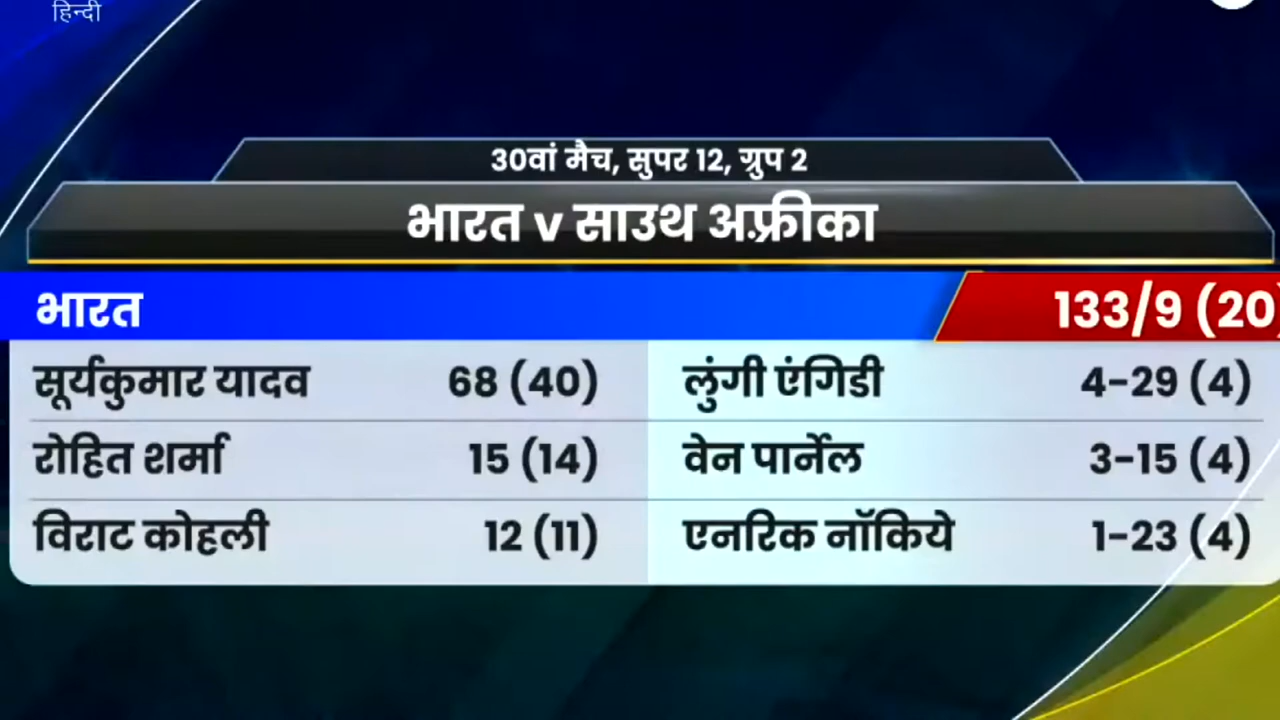 हिन्दी
30वां मैच, सुपर 12, ग्रुप 2
भारत v साउथ अफ़्रीका
भारत 133/9 (20)
सूर्यकुमार यादव 68 (40) लुंगी एंगिडी 4-29 (4)
रोहित शर्मा 15 (14) वेन पार्नेल 3-15 (4)
विराट कोहली 12 (11) एनरिक नॉकिये 1-23 (4)